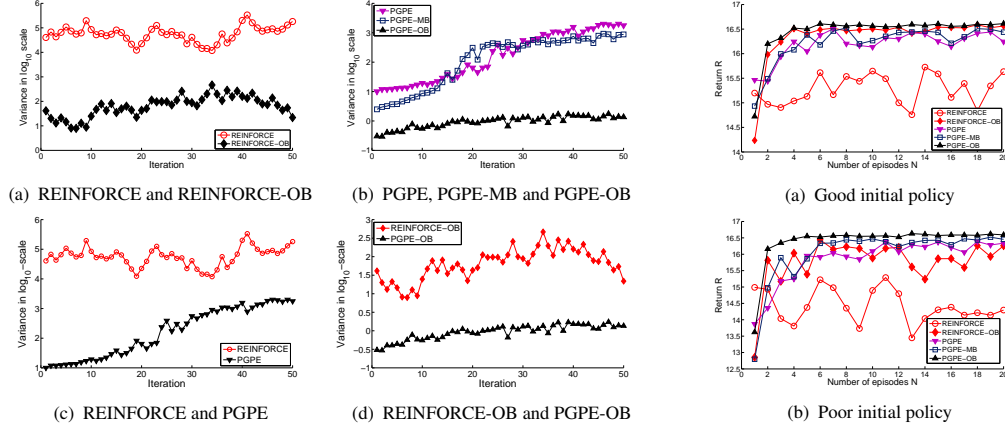 Variance in log10 scale
6
5
4
3
2
1
0
0 10 20 30 40 50
Iteration
REINFORCE
REINFORCE-OB
(a) REINFORCE and REINFORCE-OB
Variance in log10 scale
4
3
2
1
0
−1
0 10 20 30 40 50
Iteration
PGPE
PGPE-MB
PGPE-OB
(b) PGPE, PGPE-MB and PGPE-OB
Return R
17
16.5
16
15.5
15
14.5
14
0 2 4 6 8 10 12 14 16 18 20
Number of episodes N
REINFORCE
REINFORCE-OB
PGPE
PGPE-MB
PGPE-OB
(a) Good initial policy
Variance in log10-scale
6
5
4
3
2
1
0 10 20 30 40 50
Iteration
REINFORCE
PGPE
(c) REINFORCE and PGPE
Variance in log10-scale
3
2.5
2
1.5
1
0.5
0
−0.5
−1
0 10 20 30 40 50
Iteration
REINFORCE-OB
PGPE-OB
(d) REINFORCE-OB and PGPE-OB
Return R
16.5
16
15.5
15
14.5
14
13.5
13
12.5
0 2 4 6 8 10 12 14 16 18 20
Number of episodes N
REINFORCE
REINFORCE-OB
PGPE
PGPE-MB
PGPE-OB
(b) Poor initial policy